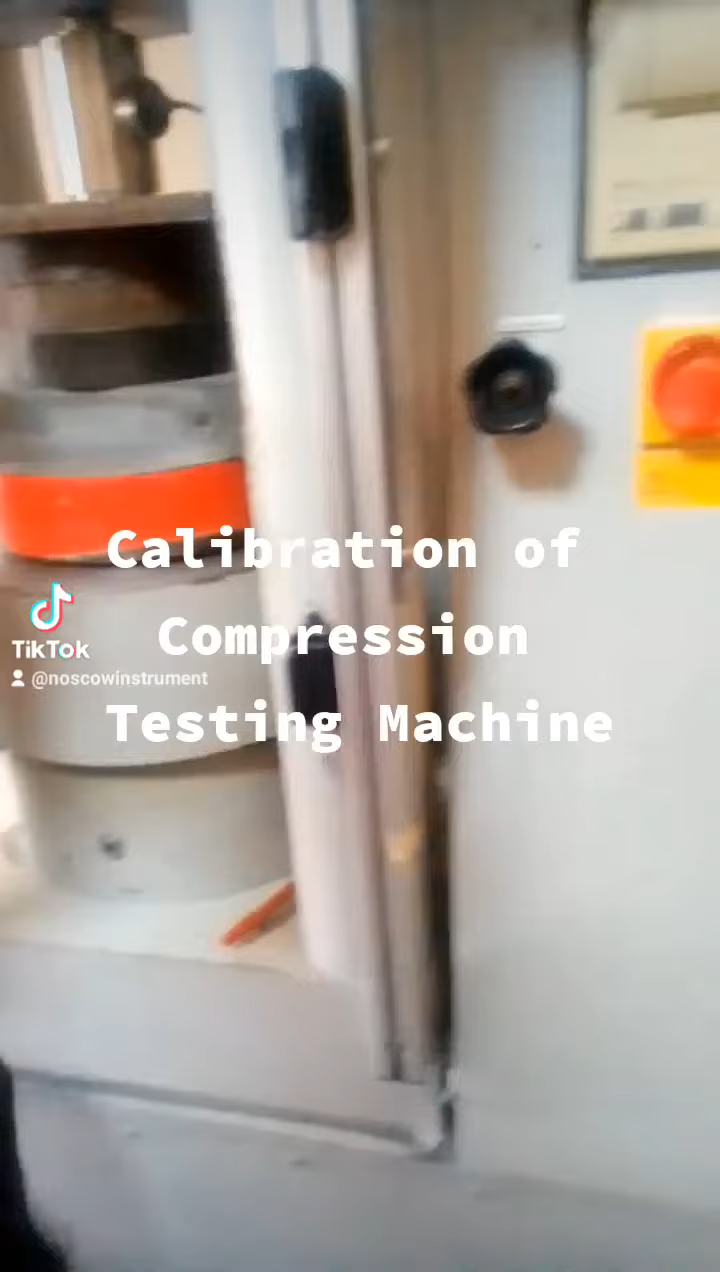 Calibration of
Compression
Testing Machine
TikTok
@noscowinstrument